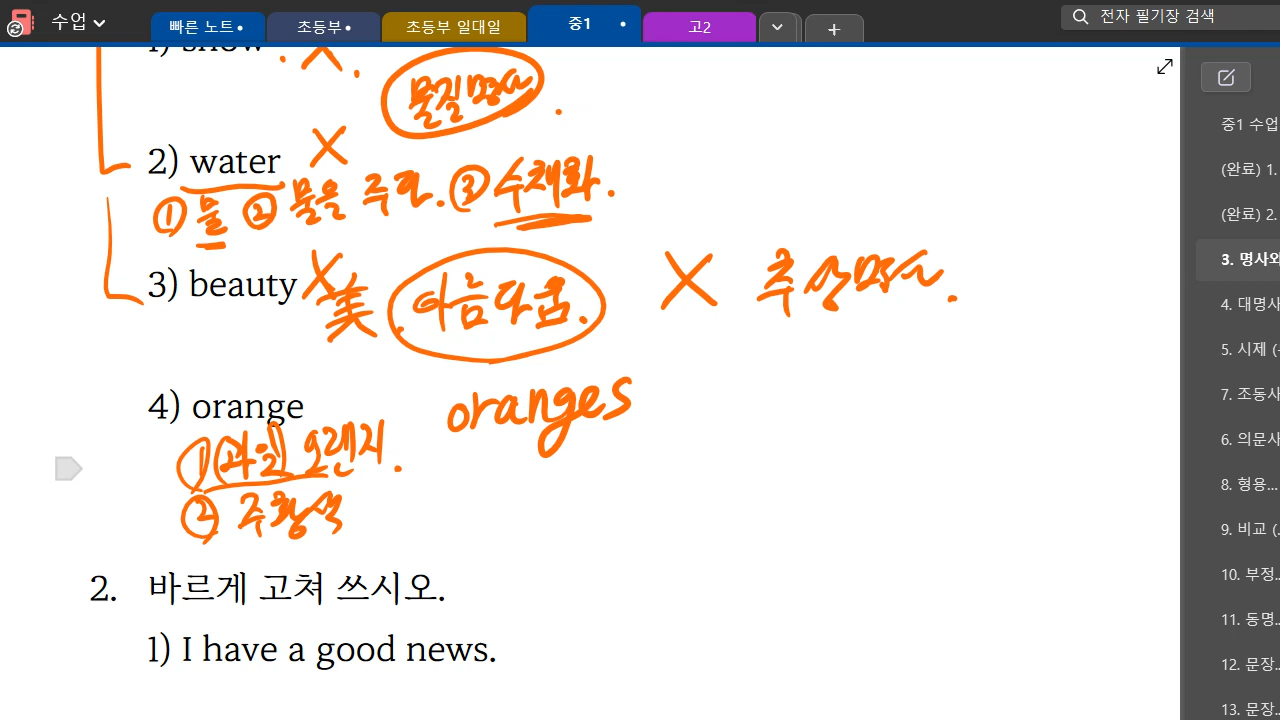 수업
빠른 노트
초등부
초등부 일대일
중1
고2
전자 필기장 검색
1) snow
물질명사
2) water X
① 물 ② 물을 주다. ③ 수채화.
3) beauty X 美 아름다움. X 추상명사.
4) orange oranges
① (과일) 오렌지.
② 주황색
2. 바르게 고쳐 쓰시오.
1) I have a good news.
중1 수업
(완료) 1.
(완료) 2.
3. 명사와
4. 대명사
5. 시제 (
7. 조동사
6. 의문사
8. 형용...
9. 비교 (.
10. 부정..
11. 동명..
12. 문장..
13. 문장..